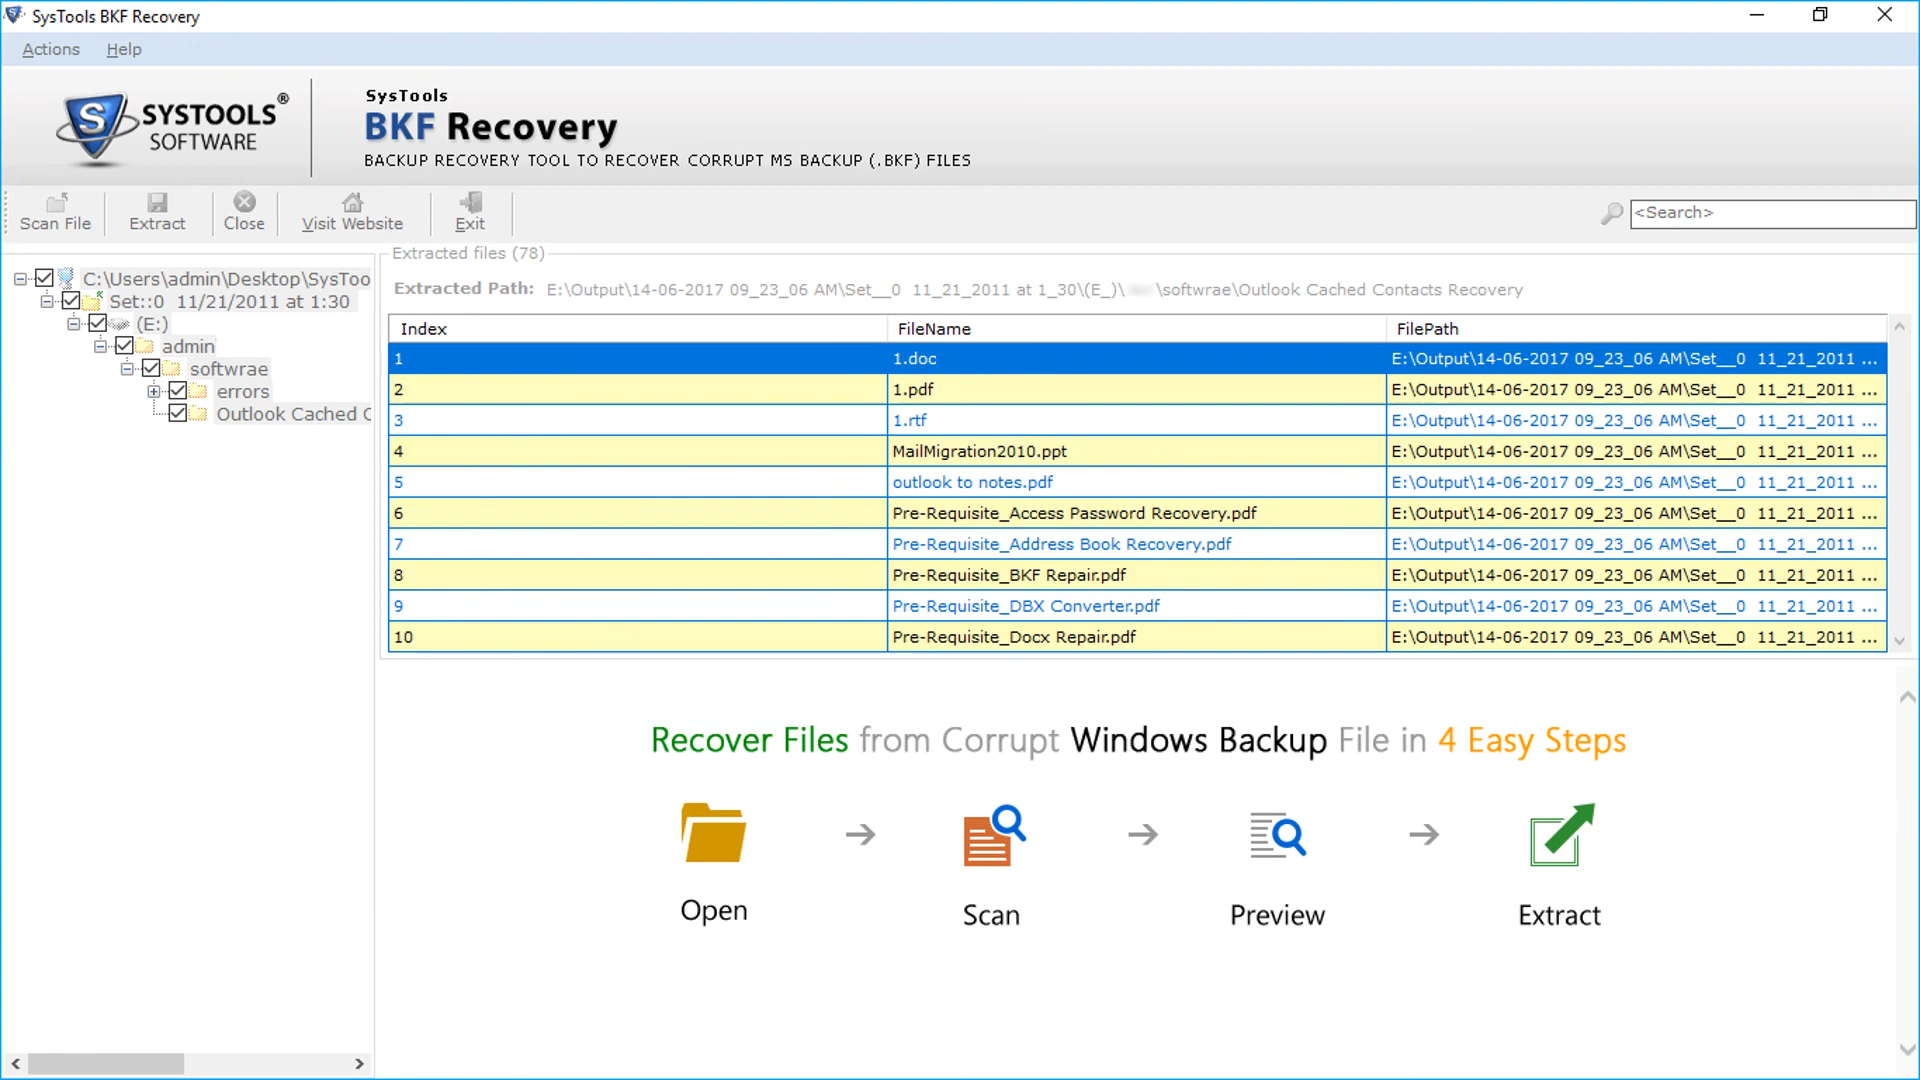 SysTools BKF Recovery
Actions Help
SYSTOOLS®
SOFTWARE
SysTools
BKF Recovery
BACKUP RECOVERY TOOL TO RECOVER CORRUPT MS BACKUP (.BKF) FILES
Scan File Extract Close Visit Website Exit <Search>
C:\Users\admin\Desktop\SysToo
Set::0 11/21/2011 at 1:30
(E:)
admin
softwrae
errors
Outlook Cached C
Extracted files (78)
Extracted Path: E:\Output\14-06-2017 09_23_06 AM\Set__0 11_21_2011 at 1_30\(E_)\ \softwrae\Outlook Cached Contacts Recovery
Index FileName FilePath
1 1.doc E:\Output\14-06-2017 09_23_06 AM\Set__0 11_21_2011 ...
2 1.pdf E:\Output\14-06-2017 09_23_06 AM\Set__0 11_21_2011 ...
3 1.rtf E:\Output\14-06-2017 09_23_06 AM\Set__0 11_21_2011 ...
4 MailMigration2010.ppt E:\Output\14-06-2017 09_23_06 AM\Set__0 11_21_2011 ...
5 outlook to notes.pdf E:\Output\14-06-2017 09_23_06 AM\Set__0 11_21_2011 ...
6 Pre-Requisite_Access Password Recovery.pdf E:\Output\14-06-2017 09_23_06 AM\Set__0 11_21_2011 ...
7 Pre-Requisite_Address Book Recovery.pdf E:\Output\14-06-2017 09_23_06 AM\Set__0 11_21_2011 ...
8 Pre-Requisite_BKF Repair.pdf E:\Output\14-06-2017 09_23_06 AM\Set__0 11_21_2011 ...
9 Pre-Requisite_DBX Converter.pdf E:\Output\14-06-2017 09_23_06 AM\Set__0 11_21_2011 ...
10 Pre-Requisite_Docx Repair.pdf E:\Output\14-06-2017 09_23_06 AM\Set__0 11_21_2011 ...
Recover Files from Corrupt Windows Backup File in 4 Easy Steps
Open Scan Preview Extract